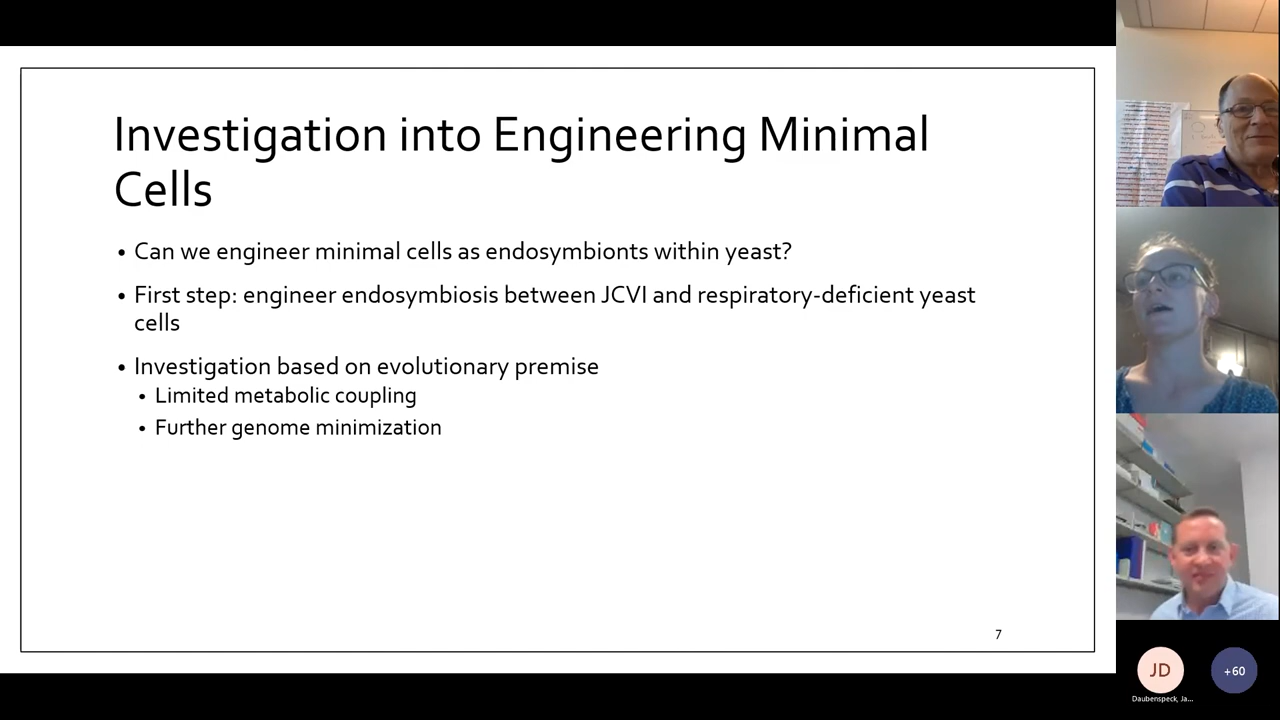 Investigation into Engineering Minimal
Cells
• Can we engineer minimal cells as endosymbionts within yeast?
• First step: engineer endosymbiosis between JCVI and respiratory-deficient yeast
cells
• Investigation based on evolutionary premise
• Limited metabolic coupling
• Further genome minimization
7
JD
+60
Daubenspeck, Ja...